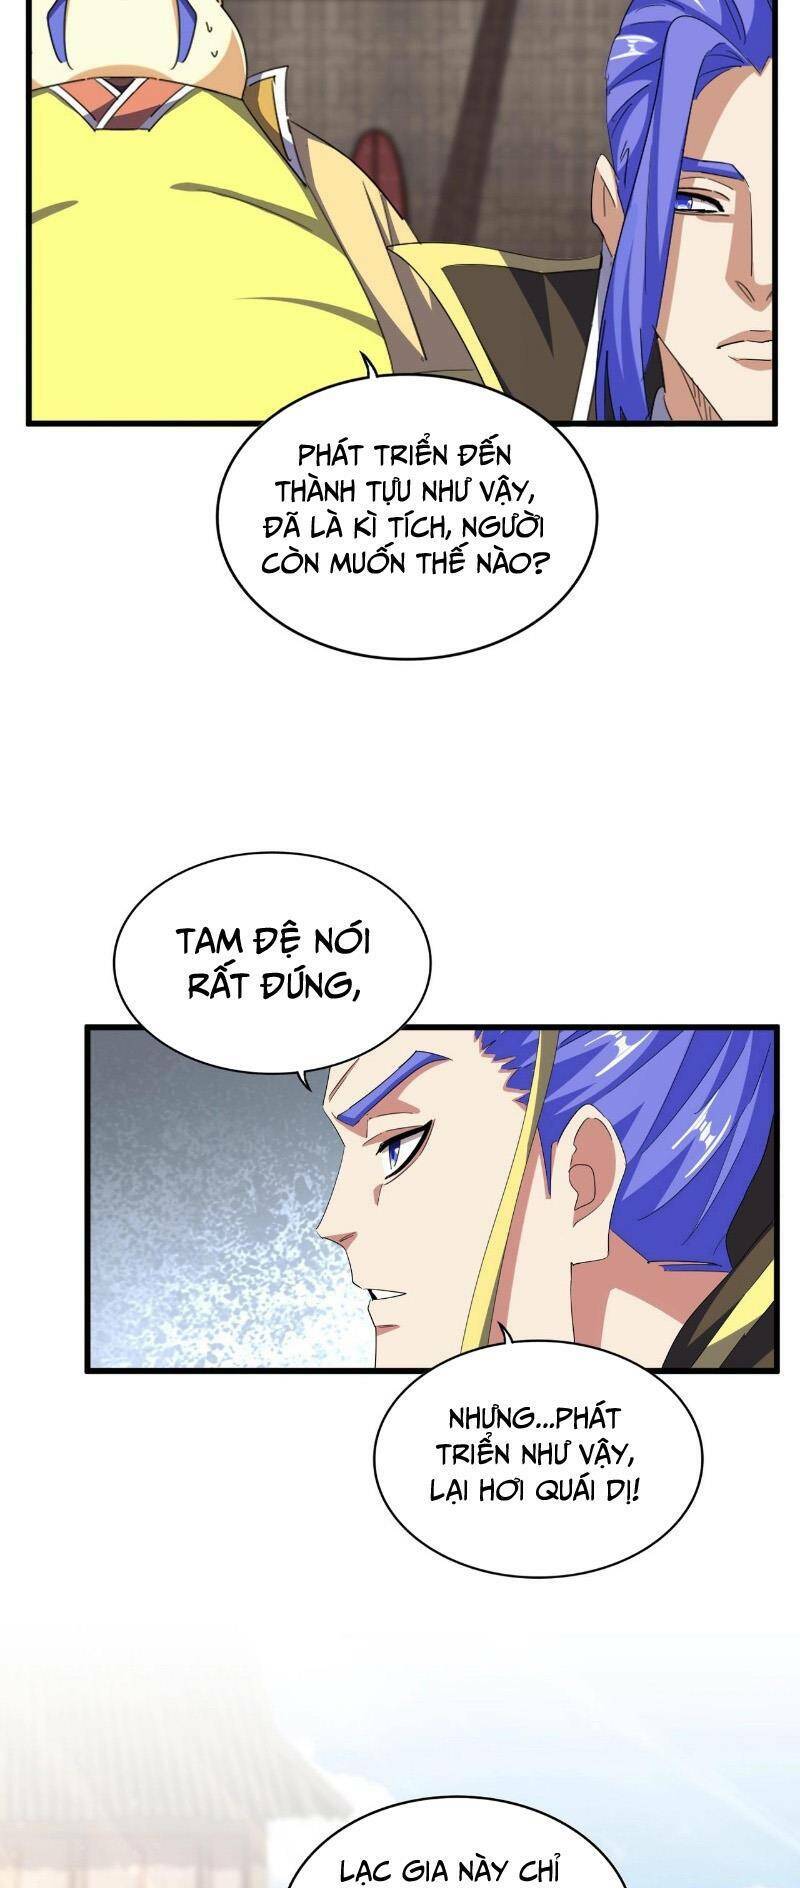 PHÁT TRIỂN ĐẾN
THÀNH TỰU NHƯ VẬY,
ĐÃ LÀ KÌ TÍCH, NGƯỜI
CÒN MUỐN THẾ NÀO?
TAM ĐỆ NÓI
RẤT ĐÚNG,
NHƯNG...PHÁT
TRIỂN NHƯ VẬY,
LẠI HƠI QUÁI DỊ!
LẠC GIA NÀY CHỈ